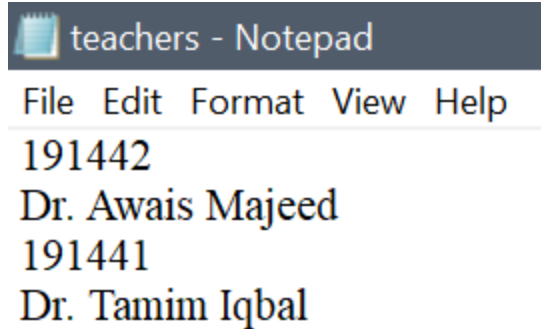 teachers - Notepad
File Edit Format View Help
191442
Dr. Awais Majeed
191441
Dr. Tamim Iqbal